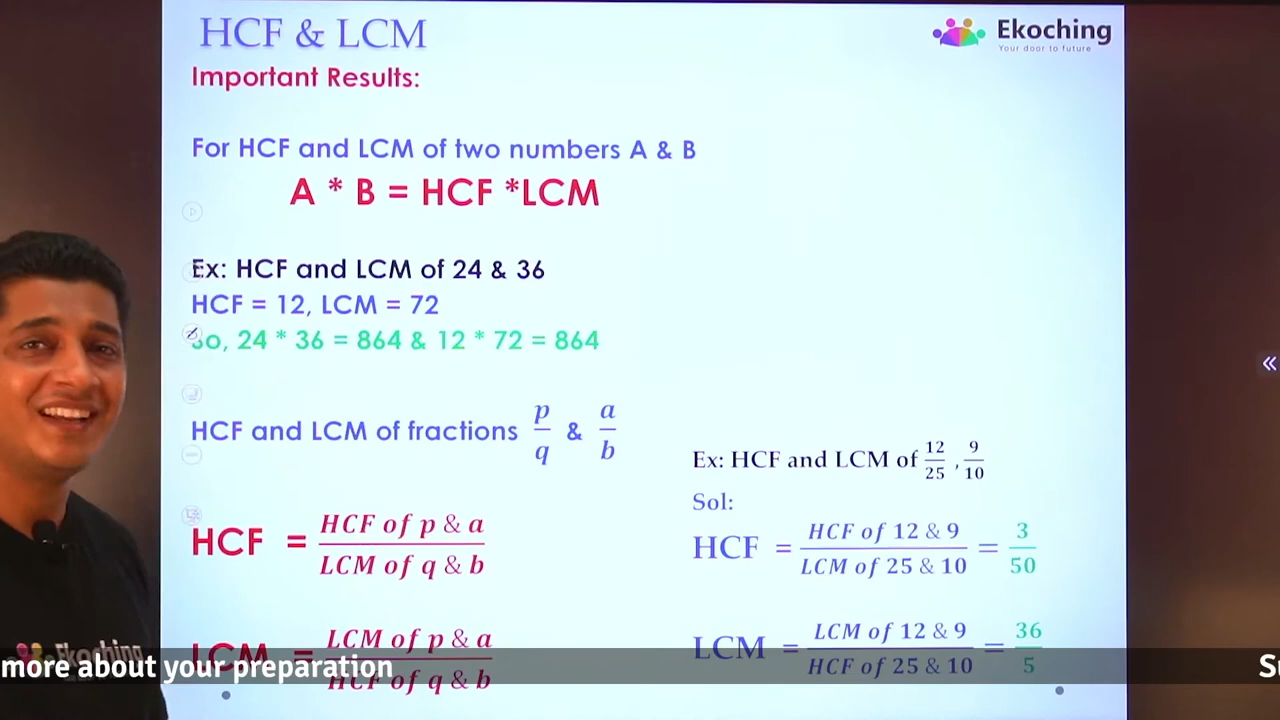 HCF & LCM
Ekoching
Your door to future
Important Results:
For HCF and LCM of two numbers A & B
A * B = HCF *LCM
Ex: HCF and LCM of 24 & 36
HCF = 12, LCM = 72
So, 24 * 36 = 864 & 12 * 72 = 864
HCF and LCM of fractions p/q & a/b
HCF = HCF of p & a / LCM of q & b
LCM = LCM of p & a / HCF of q & b
Ex: HCF and LCM of 12/25 , 9/10
Sol:
HCF = HCF of 12 & 9 / LCM of 25 & 10 = 3/50
LCM = LCM of 12 & 9 / HCF of 25 & 10 = 36/5
Ekoching
more about your preparation